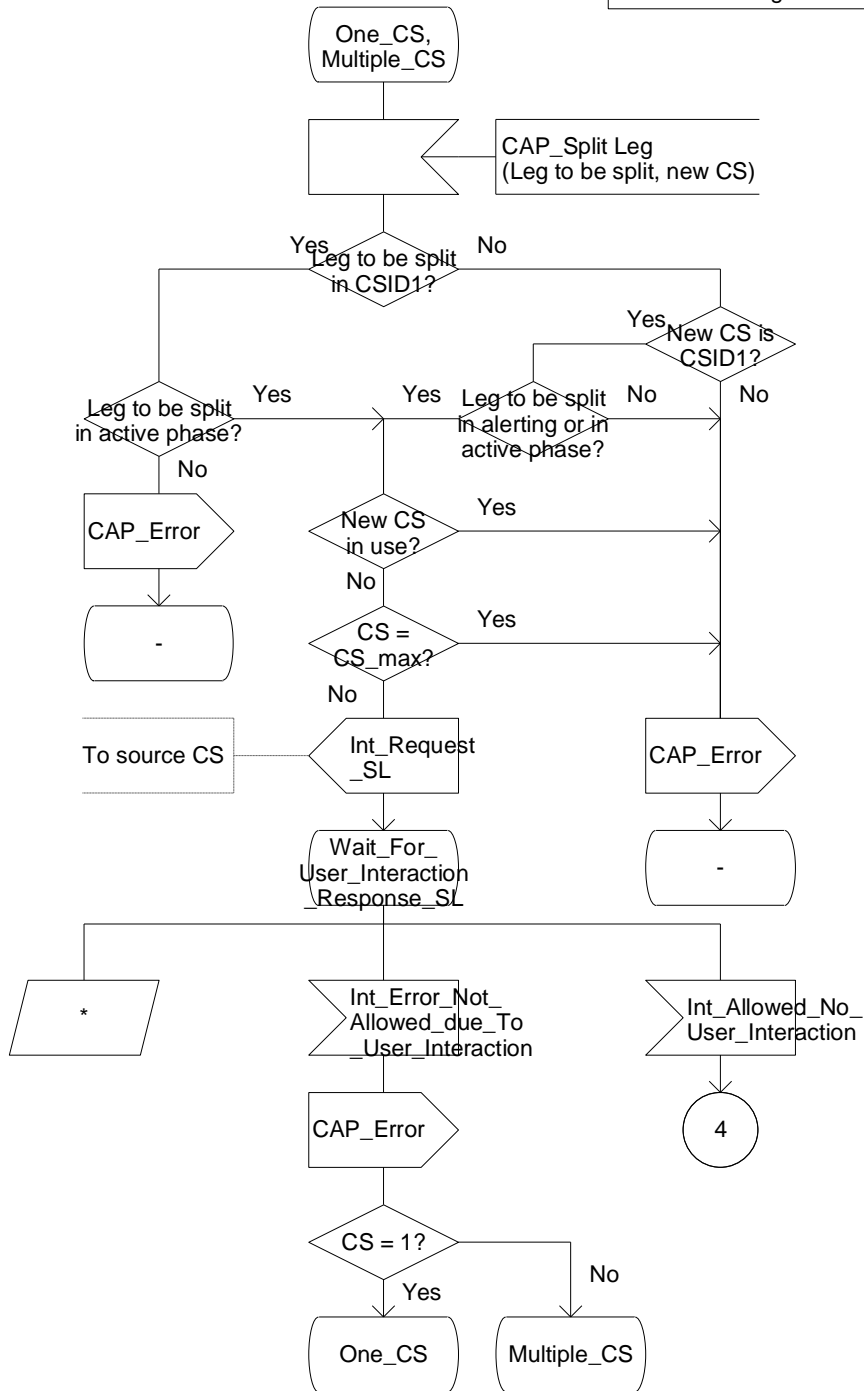 One_CS,
Multiple_CS
CAP_Split Leg
(Leg to be split, new CS)
Yes
Leg to be split
in CSID1?
No
Yes
New CS is
CSID1?
No
Leg to be split
in active phase?
Yes
Yes
Leg to be split
in alerting or in
active phase?
No
No
CAP_Error
New CS
in use?
Yes
No
-
CS =
CS_max?
Yes
No
To source CS
Int_Request
_SL
CAP_Error
Wait_For_
User_Interaction
_Response_SL
-
*
Int_Error_Not_
Allowed_due_To
_User_Interaction
Int_Allowed_No_
User_Interaction
CAP_Error
4
CS = 1?
No
Yes
One_CS
Multiple_CS